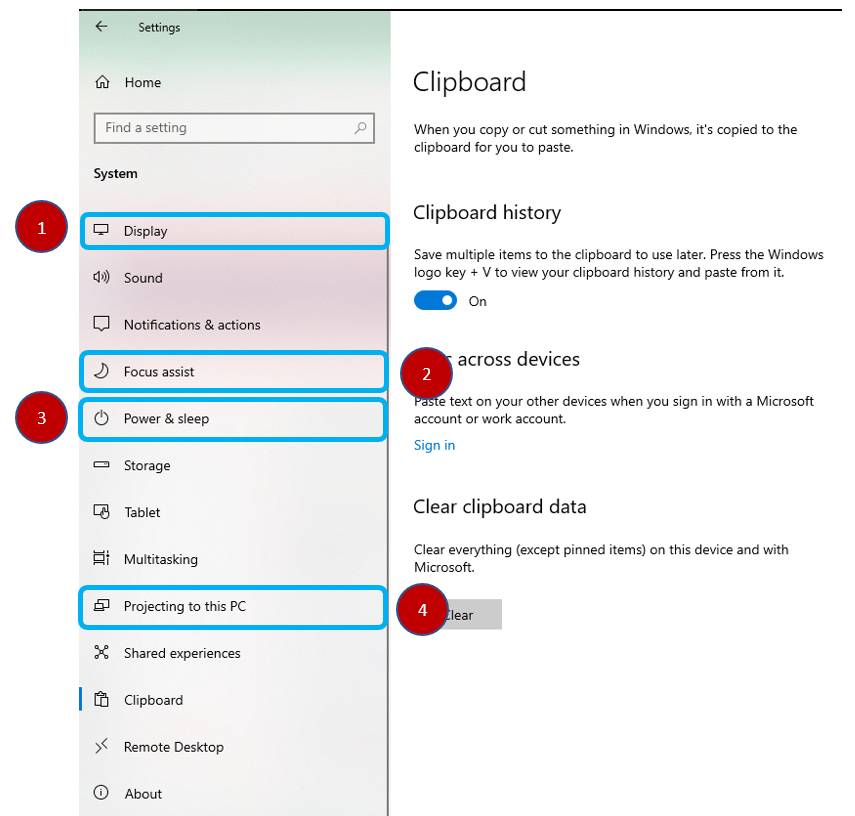 Settings
Home
Find a setting
System
1
Display
Sound
Notifications & actions
Focus assist
3
Power & sleep
Storage
Tablet
Multitasking
Projecting to this PC
Shared experiences
Clipboard
Remote Desktop
About
Clipboard
When you copy or cut something in Windows, it's copied to the
clipboard for you to paste.
Clipboard history
Save multiple items to the clipboard to use later. Press the Windows
logo key + V to view your clipboard history and paste from it.
On
2
across devices
Paste text on your other devices when you sign in with a Microsoft
account or work account.
Sign in
Clear clipboard data
Clear everything (except pinned items) on this device and with
Microsoft.
4
Clear